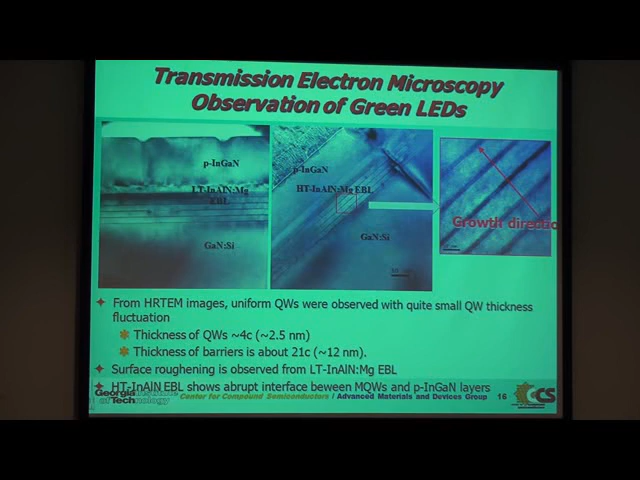 Transmission Electron Microscopy
Observation of Green LEDs
p-InGaN
LT-InAlN:Mg
EBL
GaN:Si
p-InGaN
HT-InAlN:Mg EBL
GaN:Si
Growth directio
From HRTEM images, uniform QWs were observed with quite small QW thickness
fluctuation
Thickness of QWs ~4c (~2.5 nm)
Thickness of barriers is about 21c (~12 nm).
Surface roughening is observed from LT-InAlN:Mg EBL
HT-InAlN EBL shows abrupt interface beween MQWs and p-InGaN layers
Georgia Institute
of Technology
Center for Compound Semiconductors | Advanced Materials and Devices Group 16
CS